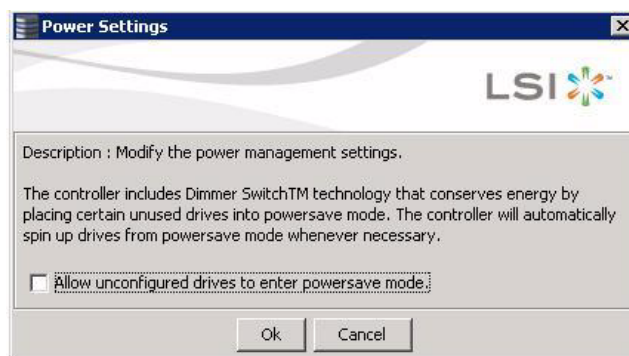 Power Settings
LSI
Description : Modify the power management settings.
The controller includes Dimmer SwitchTM technology that conserves energy by
placing certain unused drives into powersave mode. The controller will automatically
spin up drives from powersave mode whenever necessary.
Allow unconfigured drives to enter powersave mode.
Ok
Cancel